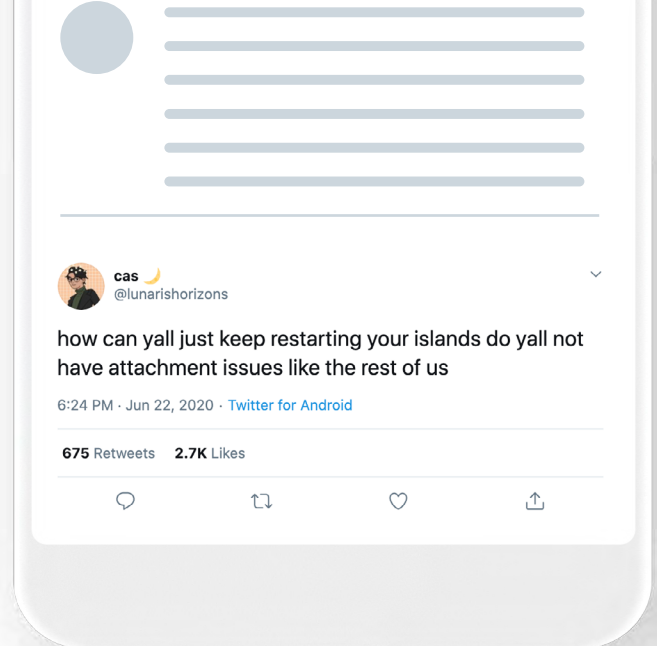 cas 🌙
@lunarishorizons
how can yall just keep restarting your islands do yall not
have attachment issues like the rest of us
6:24 PM · Jun 22, 2020 · Twitter for Android
675 Retweets 2.7K Likes